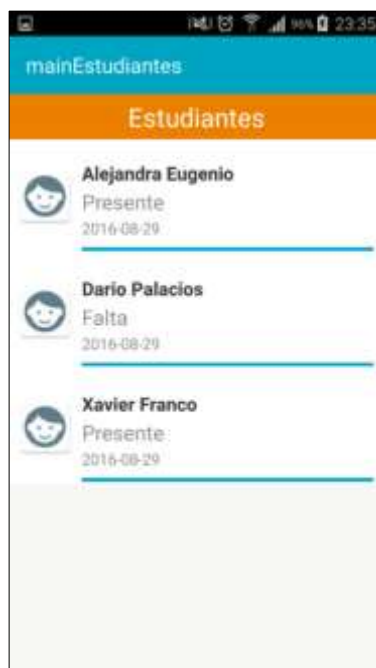 96% 23:35
mainEstudiantes
Estudiantes
Alejandra Eugenio
Presente
2016-08-29
Dario Palacios
Falta
2016-08-29
Xavier Franco
Presente
2016-08-29